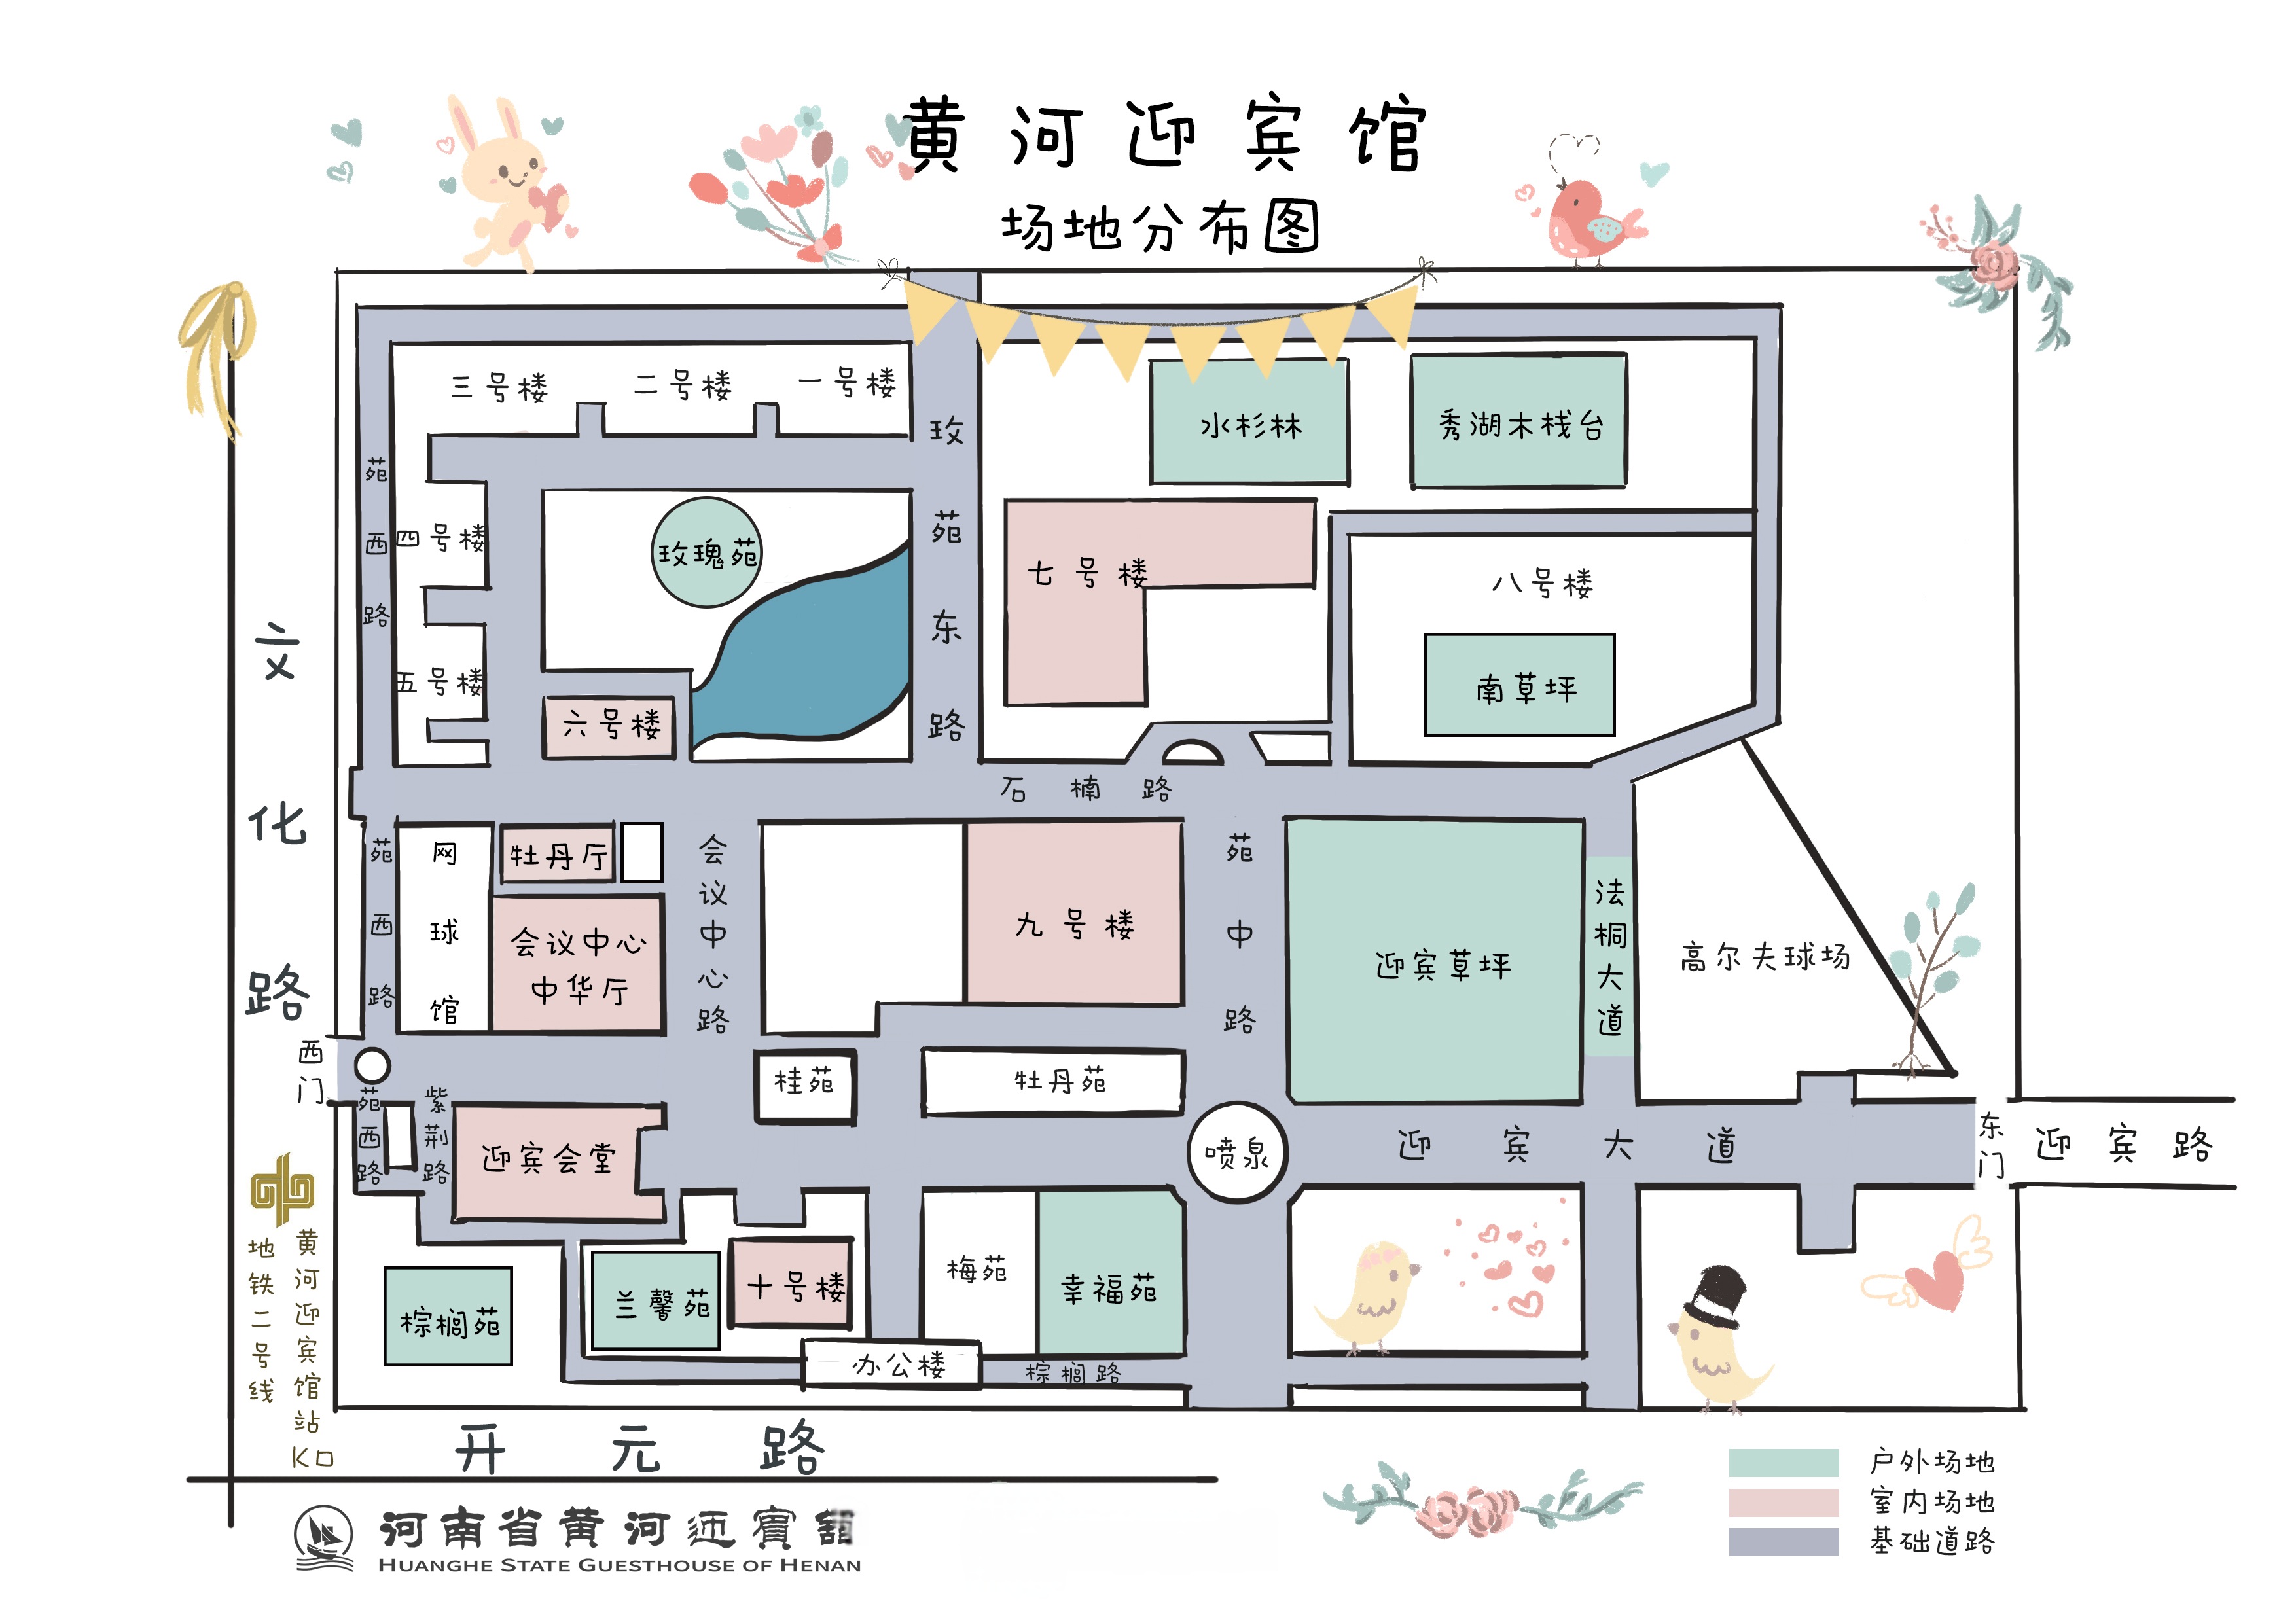 黄河迎宾馆
场地分布图
三号楼
二号楼
一号楼
水杉林
秀湖木栈台
玫苑东路
苑西路
四号楼
玫瑰苑
七号楼
八号楼
五号楼
六号楼
南草坪
文化路
石楠路
苑西路
网球馆
牡丹厅
会议中心路
会议中心
中华厅
九号楼
苑中路
迎宾草坪
法桐大道
高尔夫球场
西门
桂苑
牡丹苑
苑西路
紫荆路
迎宾会堂
喷泉
迎宾大道
东门
迎宾路
黄河迎宾馆站K口
地铁二号线
棕榈苑
兰馨苑
十号楼
梅苑
幸福苑
办公楼
棕榈路
开元路
户外场地
室内场地
基础道路
河南省黄河迎賓館
HUANGHE STATE GUESTHOUSE OF HENAN